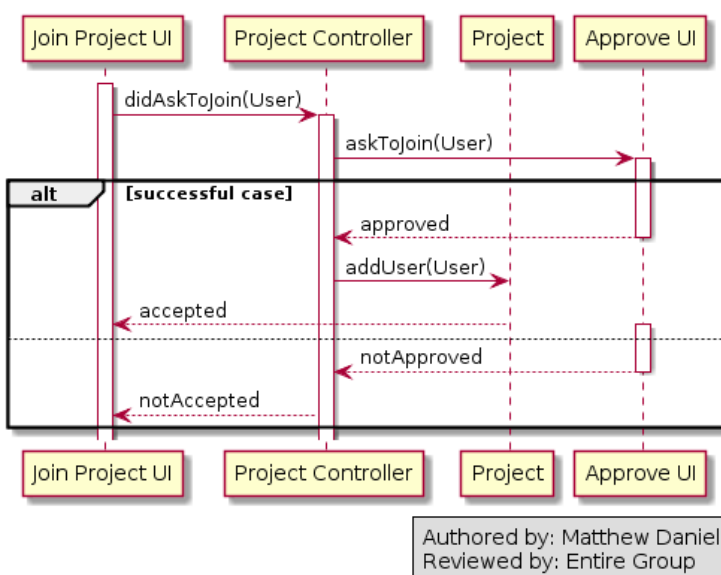 Join Project UI
Project Controller
Project
Approve UI
didAskToJoin(User)
askToJoin(User)
alt
[successful case]
approved
addUser(User)
accepted
notApproved
notAccepted
Join Project UI
Project Controller
Project
Approve UI
Authored by: Matthew Daniel
Reviewed by: Entire Group